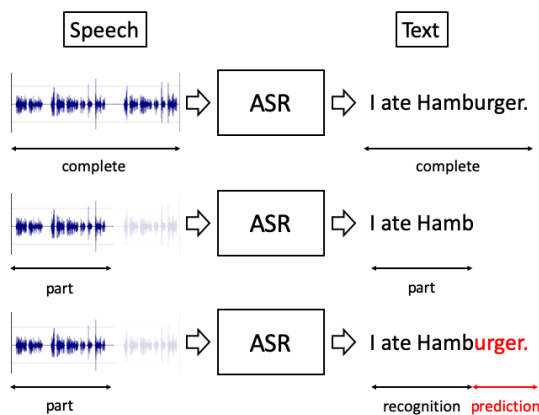 Speech Text
ASR I ate Hamburger.
complete complete
ASR I ate Hamb
part part
ASR I ate Hamburger.
part recognition prediction